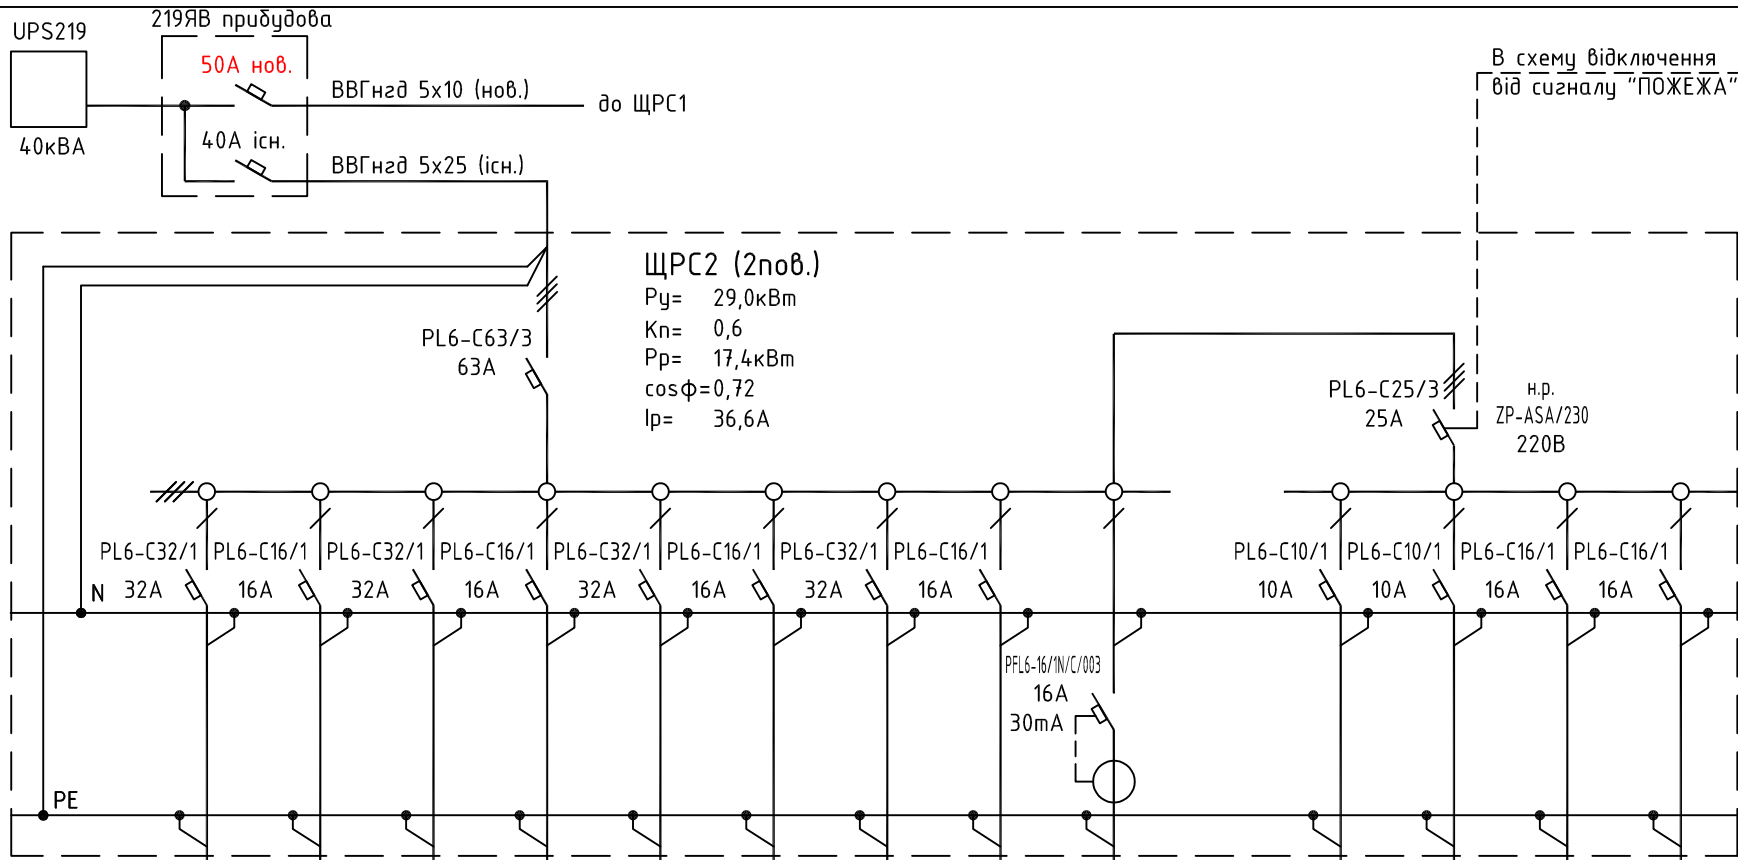 219ЯВ прибудова
UPS219
50А нов.
ВВГнгд 5х10 (нов.)
до ЩРС1
40кВА
40А існ.
ВВГнгд 5х25 (існ.)
В схему відключення
від сигналу "ПОЖЕЖА"
ЩРС2 (2пов.)
Ру= 29,0кВт
Кп= 0,6
Рр= 17,4кВт
cosф=0,72
Ip= 36,6А
PL6-C63/3
63А
PL6-C25/3
25А
н.р.
ZP-ASA/230
220В
PL6-C32/1 PL6-C16/1 PL6-C32/1 PL6-C16/1 PL6-C32/1 PL6-C16/1 PL6-C32/1 PL6-C16/1 PL6-C10/1 PL6-C10/1 PL6-C16/1 PL6-C16/1
N 32А 16А 32А 16А 32А 16А 32А 16А 10А 10А 16А 16А
PFL6-16/1N/C/003
16А
30mA
PE